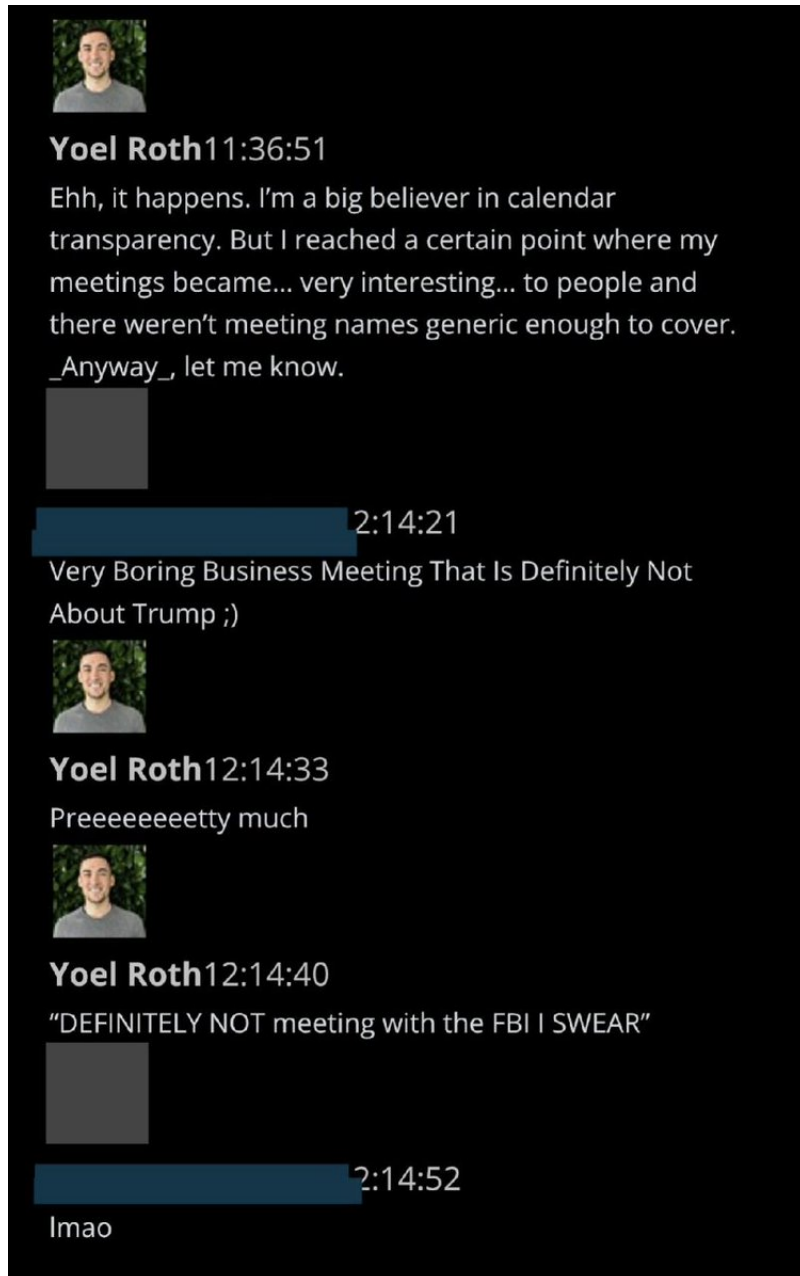 Yoel Roth11:36:51
Ehh, it happens. I’m a big believer in calendar
transparency. But I reached a certain point where my
meetings became... very interesting... to people and
there weren’t meeting names generic enough to cover.
_Anyway_, let me know.
2:14:21
Very Boring Business Meeting That Is Definitely Not
About Trump ;)
Yoel Roth12:14:33
Preeeeeeeetty much
Yoel Roth12:14:40
“DEFINITELY NOT meeting with the FBI I SWEAR”
2:14:52
lmao